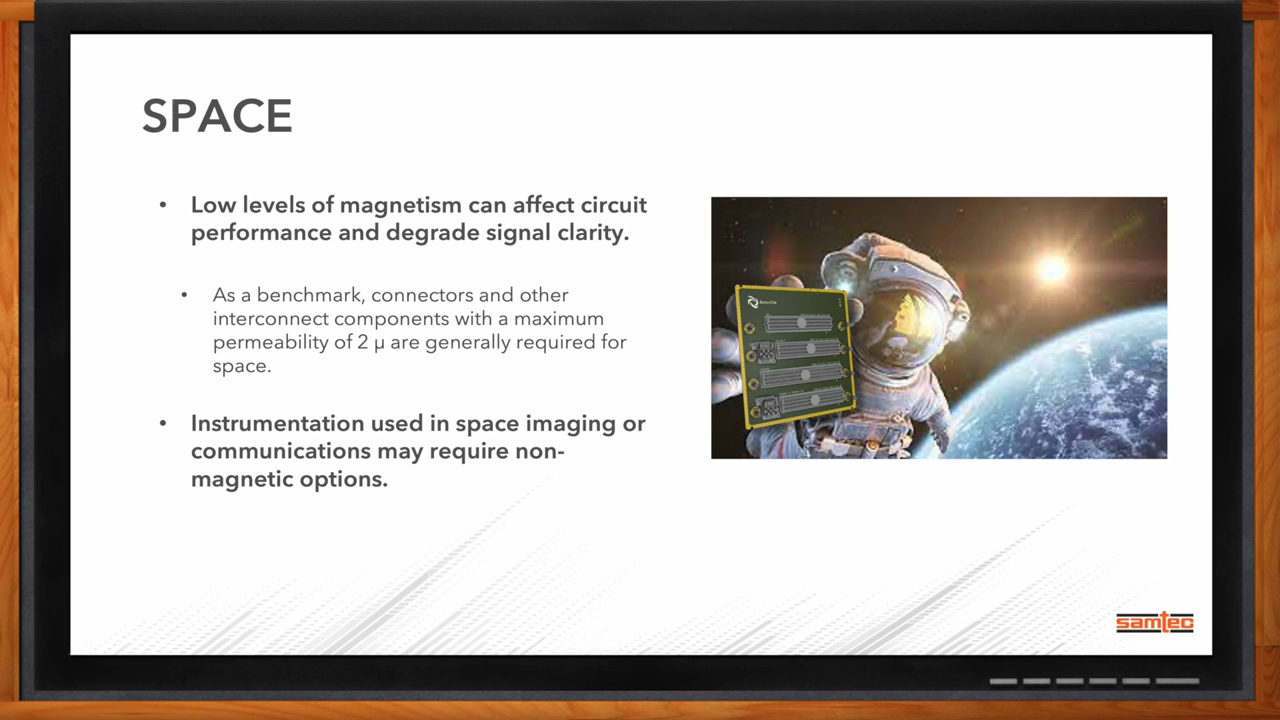 SPACE
• Low levels of magnetism can affect circuit
performance and degrade signal clarity.
• As a benchmark, connectors and other
interconnect components with a maximum
permeability of 2 µ are generally required for
space.
• Instrumentation used in space imaging or
communications may require non-
magnetic options.
samtec